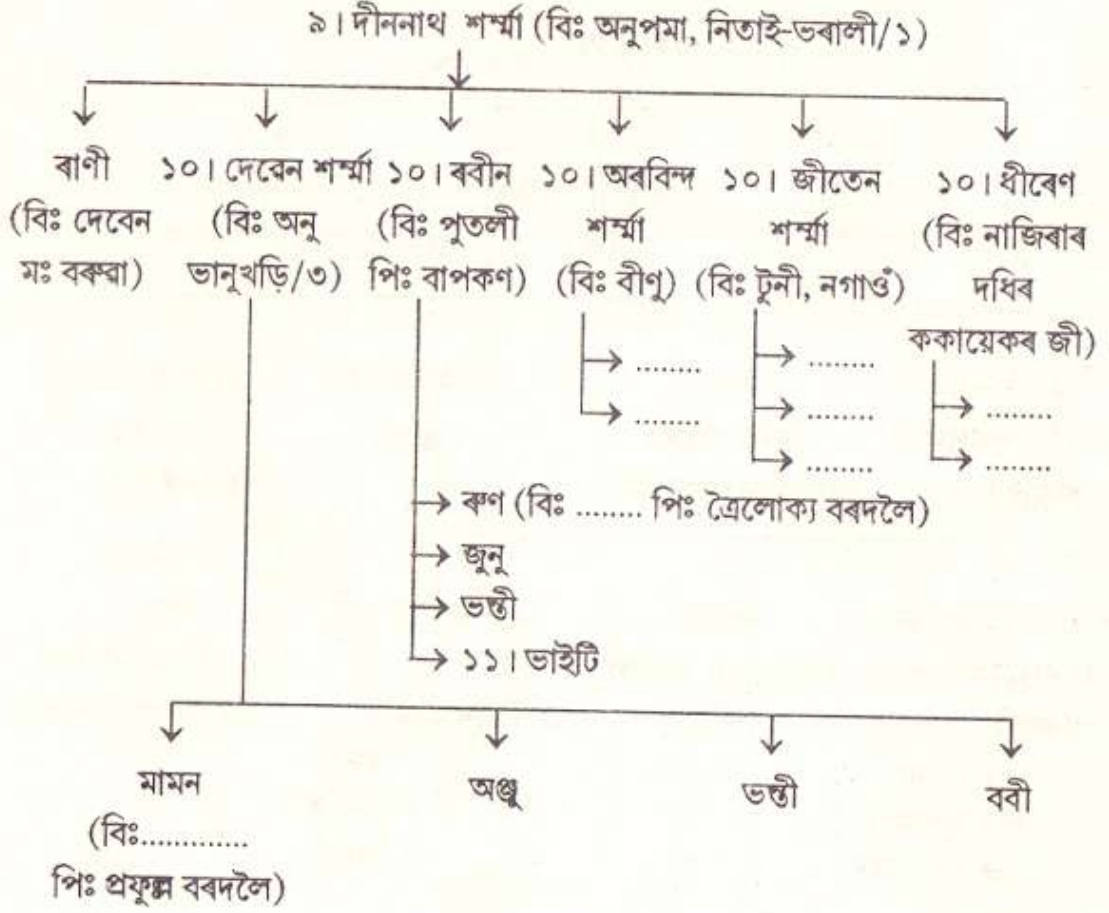 ৯। দীননাথ শৰ্ম্মা (বিঃ অনুপমা, নিতাই-ভৰালী/১)
ৰাণী ১০। দেৱেন শৰ্ম্মা ১০। ৰবীন ১০। অৰবিন্দ ১০। জীতেন ১০। ধীৰেণ
(বিঃ দেবেন (বিঃ অনু (বিঃ পুতলী শৰ্ম্মা শৰ্ম্মা (বিঃ নাজিৰাৰ
মঃ বৰুৱা) ভানুখড়ি/৩) পিঃ বাপকণ) (বিঃ বীণু) (বিঃ টুনী, নগাওঁ) দধিৰ
ককায়েকৰ জী)
........ ........ ........
........ ........ ........
........
ৰুণ (বিঃ ........ পিঃ ত্ৰৈলোক্য বৰদলৈ)
জুনু
ভন্তী
১১। ভাইটি
মামন অঞ্জু ভন্তী ববী
(বিঃ.............
পিঃ প্ৰফুল্ল বৰদলৈ)